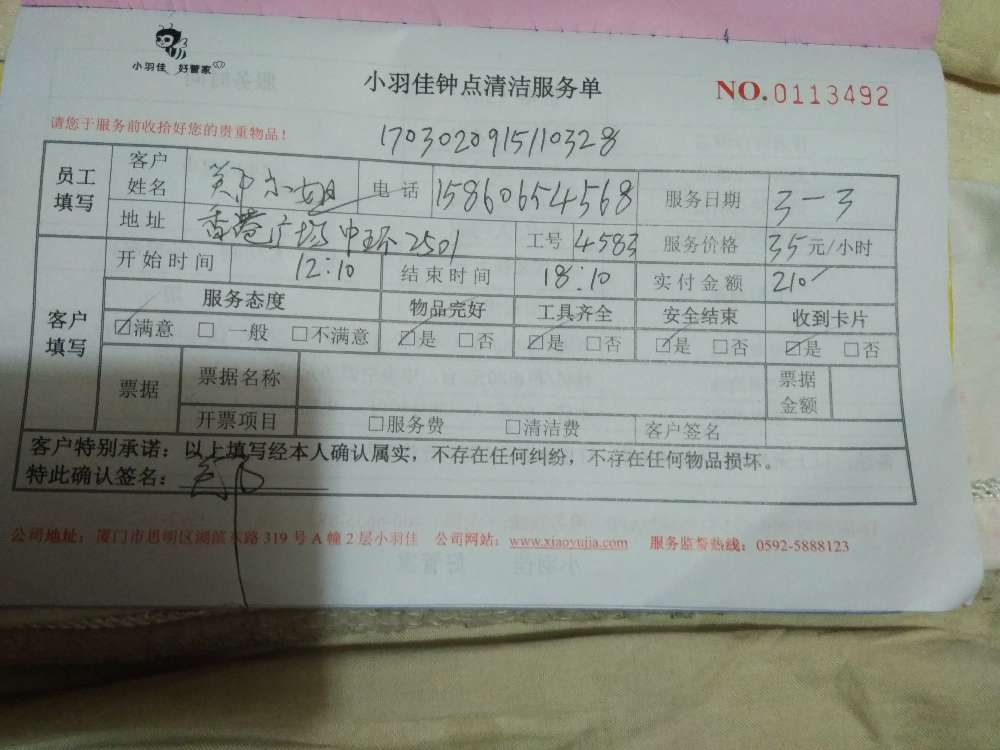 小羽佳 好管家
小羽佳钟点清洁服务单
NO.0113492
请您于服务前收拾好您的贵重物品!
1703020915110328
员工填写 客户姓名 郑小姐 电话 15860654568 服务日期 3-3
地址 香港广场中环2501 工号 4583 服务价格 35元/小时
客户填写 开始时间 12:10 结束时间 18:10 实付金额 210
服务态度 物品完好 工具齐全 安全结束 收到卡片
☑满意 □一般 □不满意 ☑是 □否 ☑是 □否 ☑是 □否 ☑是 □否
票据 票据名称 票据金额
开票项目 □服务费 □清洁费 客户签名
客户特别承诺:以上填写经本人确认属实,不存在任何纠纷,不存在任何物品损坏。
特此确认签名:郑
公司地址:厦门市思明区湖滨东路319号A幢2层小羽佳 公司网站:www.xiaoyujia.com 服务监督热线:0592-5888123